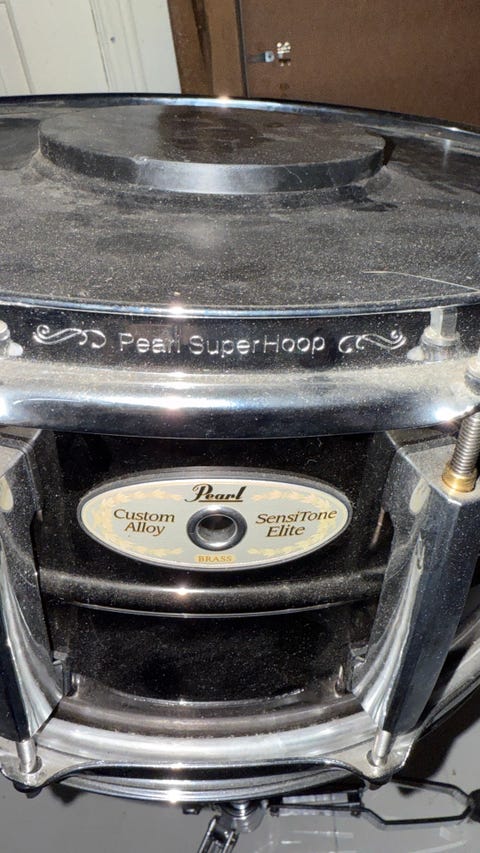 Pearl SuperHoop
Pearl
Custom SensiTone
Alloy Elite
BRASS